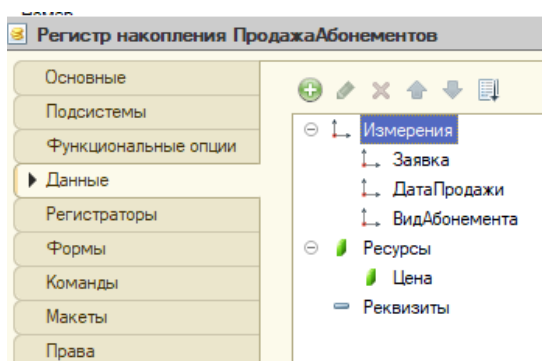 Номер
Регистр накопления ПродажаАбонементов
Основные
Подсистемы
Функциональные опции
Данные
Регистраторы
Формы
Команды
Макеты
Права
Измерения
Заявка
ДатаПродажи
ВидАбонемента
Ресурсы
Цена
Реквизиты